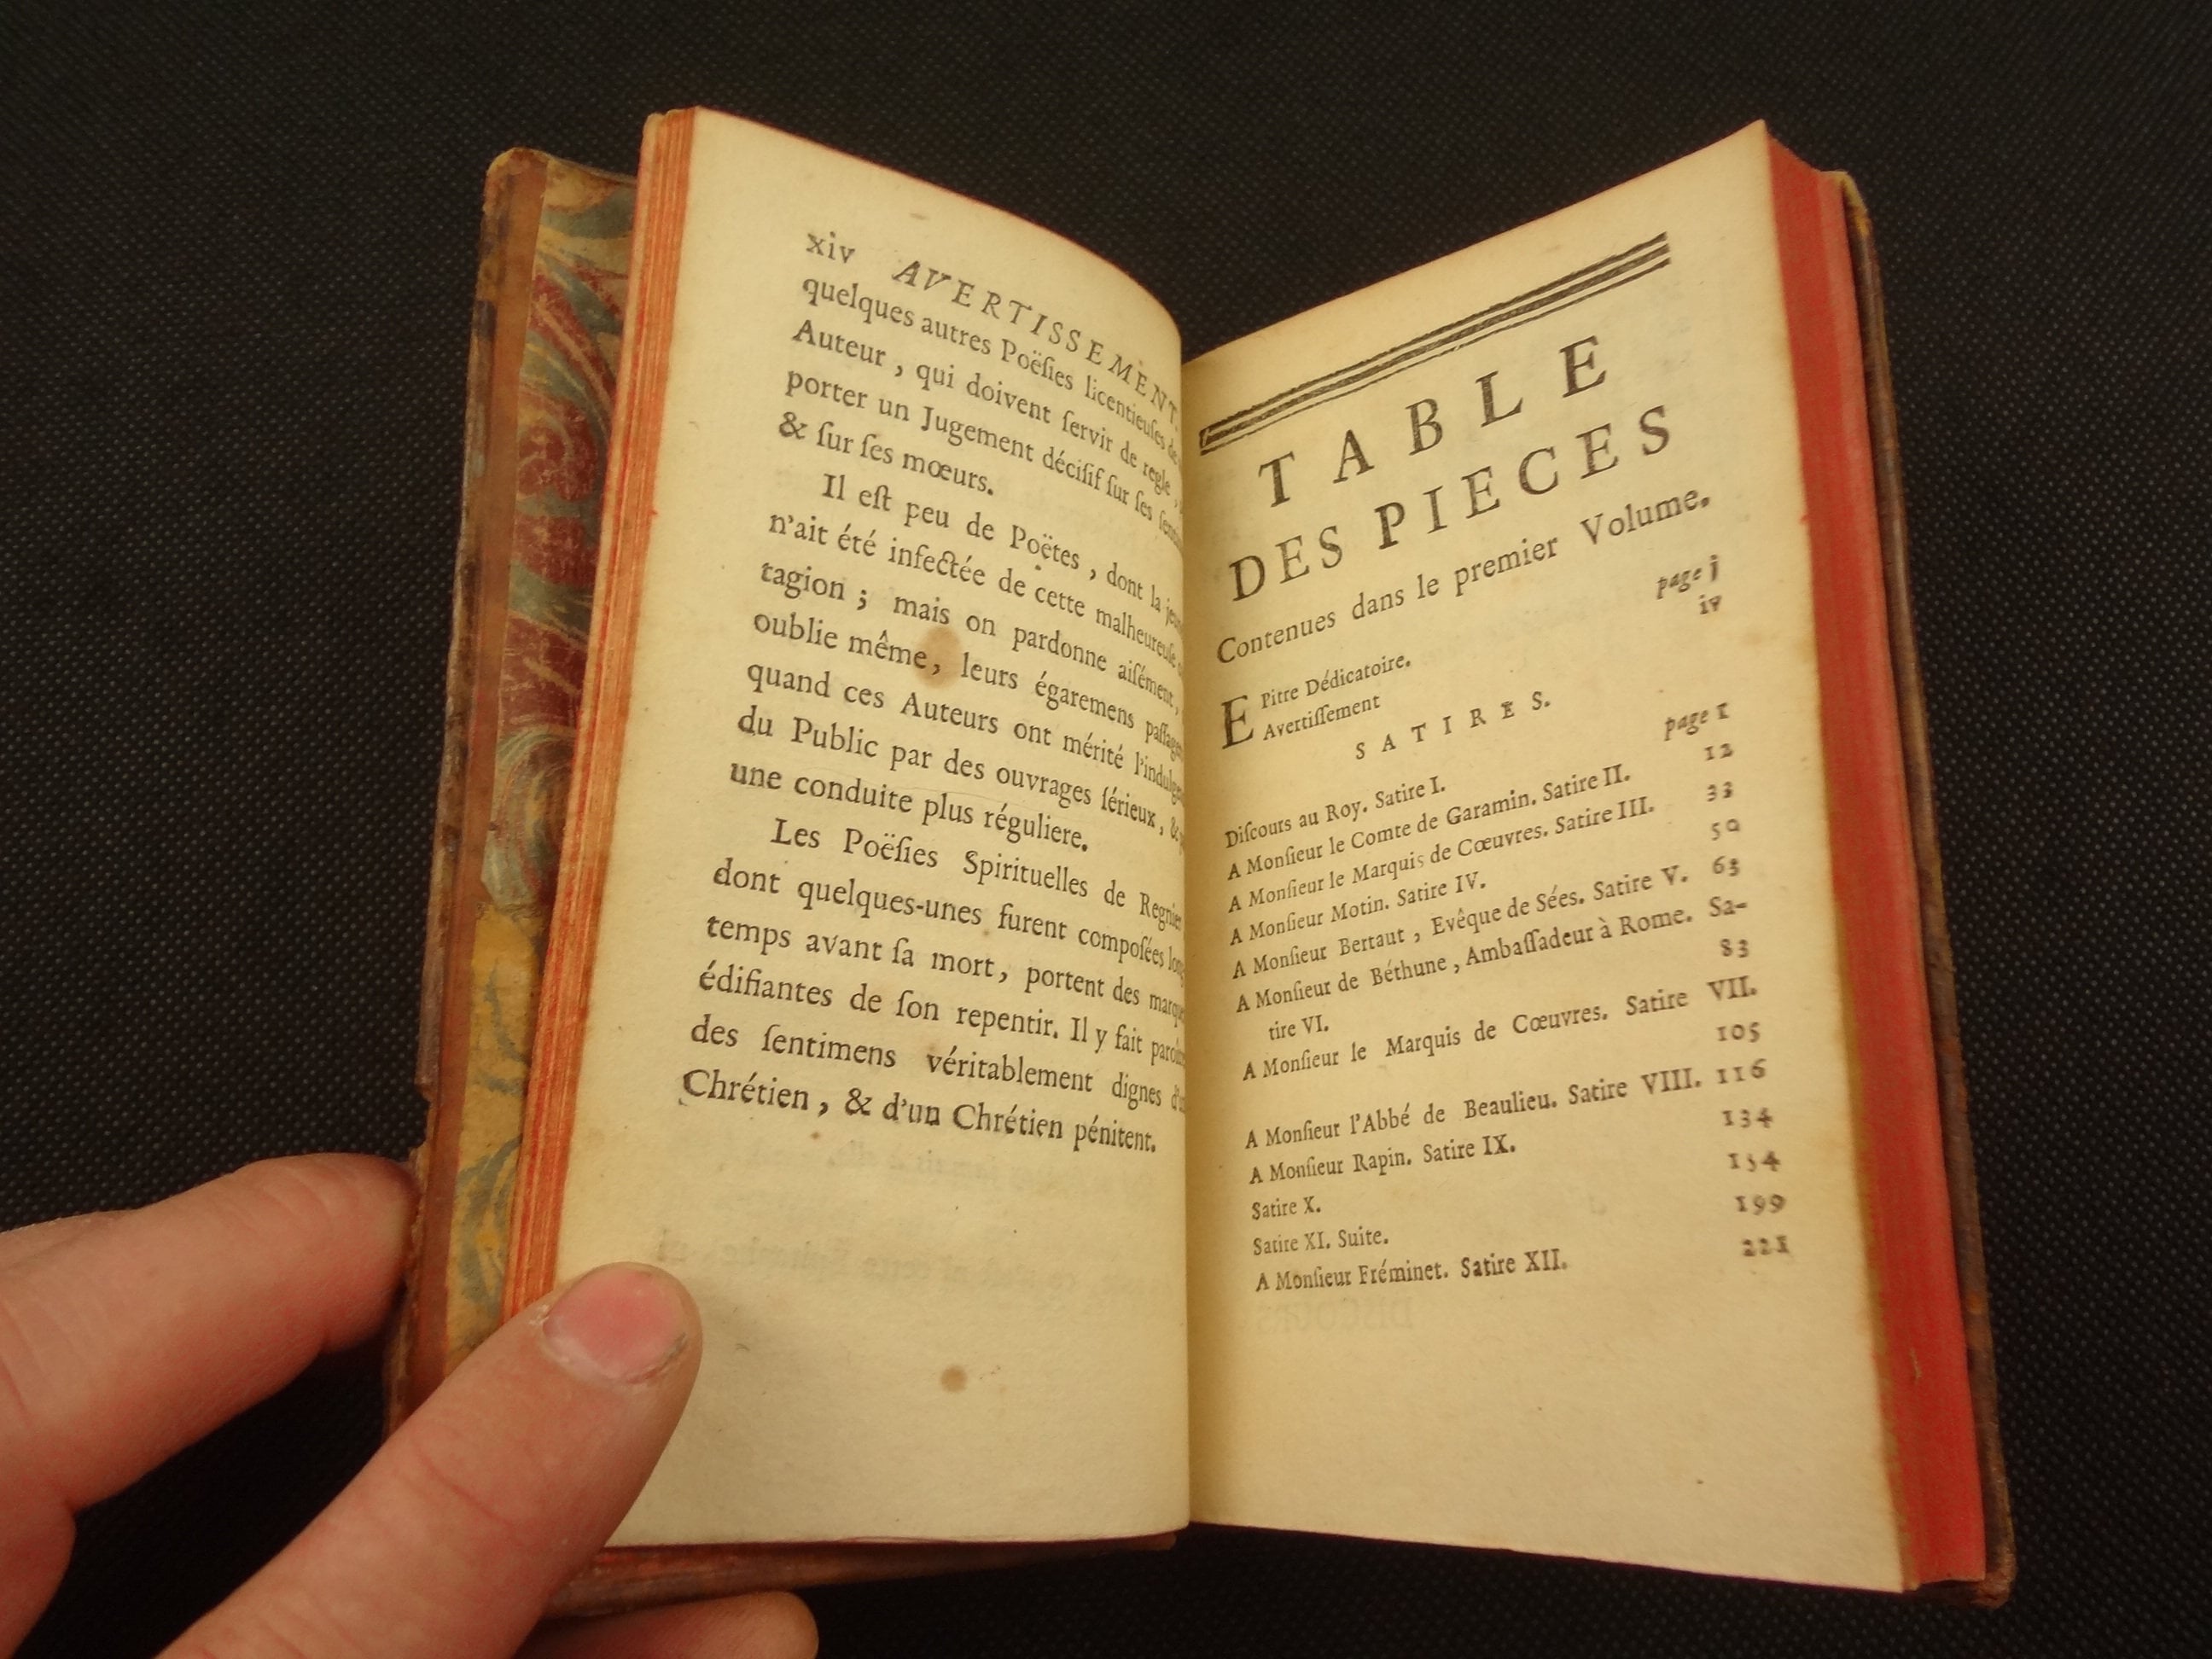 xiv AVERTISSEMENT.
quelques autres Poëſies licentieuſes de
Auteur, qui doivent ſervir de regle,
porter un Jugement déciſif ſur ſes
& ſur ſes mœurs.
Il eſt peu de Poëtes, dont la
n'ait été infectée de cette malheureuſe
tagion; mais on pardonne aiſément,
oublie même, leurs égaremens
quand ces Auteurs ont mérité
du Public par des ouvrages ſérieux, &
une conduite plus réguliere.
Les Poëſies Spirituelles de Regnier
dont quelques-unes furent compoſées
temps avant ſa mort, portent des
édifiantes de ſon repentir. Il y fait
des ſentimens véritablement dignes
Chrétien, & d'un Chrétien pénitent.
TABLE
DES PIECES
Contenues dans le premier Volume.
EPitre Dédicatoire. page j
Avertiſſement iv
SATIRES.
Diſcours au Roy. Satire I. page 1
A Monſieur le Comte de Garamin. Satire II. 12
A Monſieur le Marquis de Cœuvres. Satire III. 33
A Monſieur Motin. Satire IV. 50
A Monſieur Bertaut, Evêque de Sées. Satire V. 63
A Monſieur de Béthune, Ambaſſadeur à Rome. Sa-
tire VI. 83
A Monſieur le Marquis de Cœuvres. Satire VII.
105
A Monſieur l'Abbé de Beaulieu. Satire VIII. 116
A Monſieur Rapin. Satire IX. 134
Satire X. 154
Satire XI. Suite. 199
A Monſieur Fréminet. Satire XII. 221